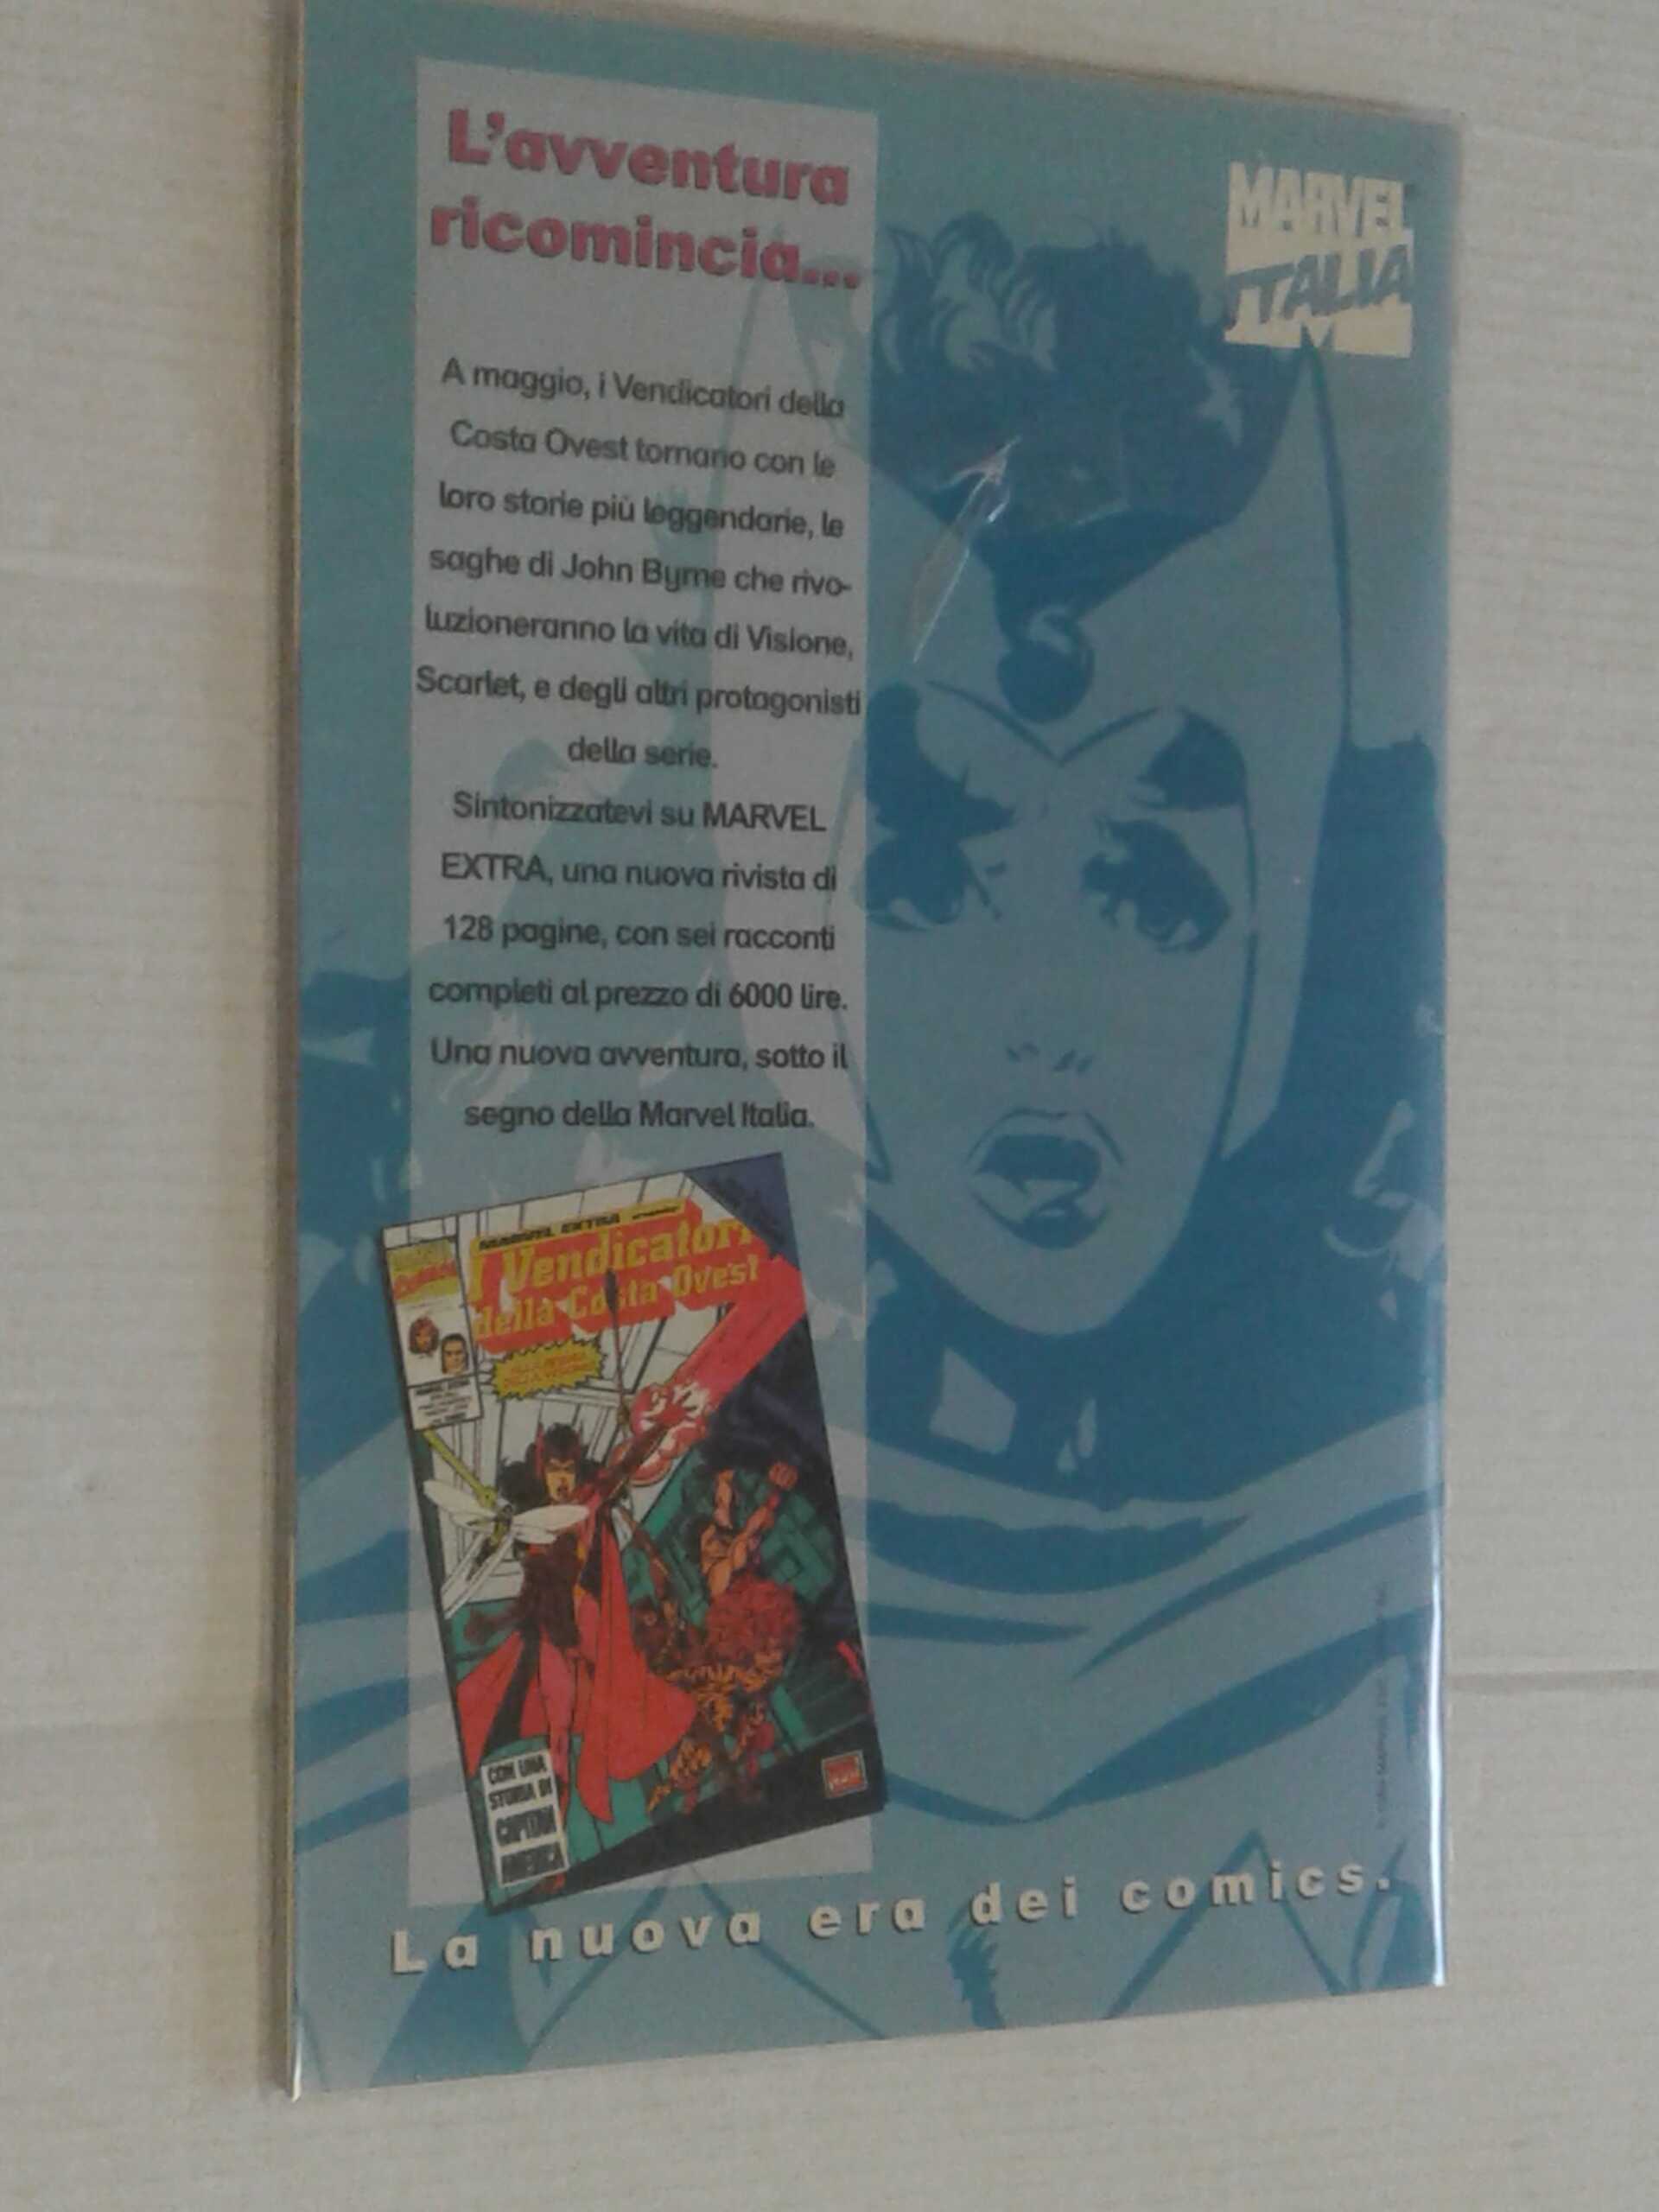 L'avventura
ricomincia...
MARVEL
ITALIA
A maggio, i Vendicatori della
Costa Ovest tornano con le
loro storie più leggendarie, le
saghe di John Byrne che rivo-
luzioneranno la vita di Visione,
Scarlet, e degli altri protagonisti
della serie.
Sintonizzatevi su MARVEL
EXTRA, una nuova rivista di
128 pagine, con sei racconti
completi al prezzo di 6000 lire.
Una nuova avventura, sotto il
segno della Marvel Italia.
MARVEL EXTRA
I Vendicatori
della Costa Ovest
CON UNA
STORIA DI
CAPITAN
AMERICA
La nuova era dei comics.